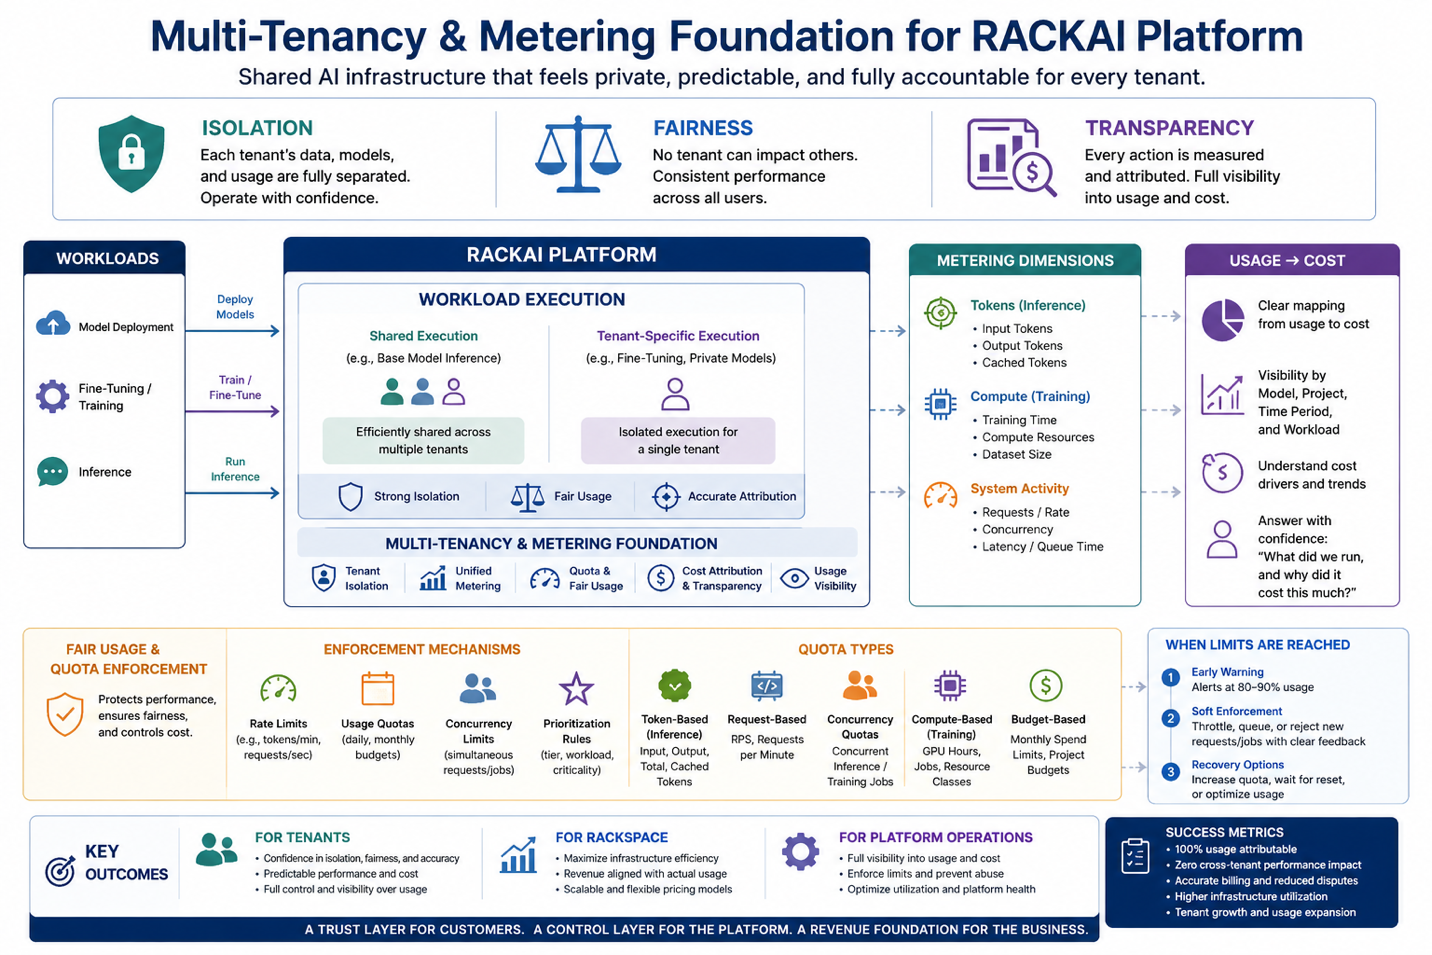 Multi-Tenancy & Metering Foundation for RACKAI Platform
Shared AI infrastructure that feels private, predictable, and fully accountable for every tenant.
ISOLATION
Each tenant's data, models,
and usage are fully separated.
Operate with confidence.
FAIRNESS
No tenant can impact others.
Consistent performance
across all users.
TRANSPARENCY
Every action is measured
and attributed. Full visibility
into usage and cost.
WORKLOADS
Model Deployment
Fine-Tuning /
Training
Inference
Deploy
Models
Train /
Fine-Tune
Run
Inference
RACKAI PLATFORM
WORKLOAD EXECUTION
Shared Execution
(e.g., Base Model Inference)
Efficiently shared across
multiple tenants
Tenant-Specific Execution
(e.g., Fine-Tuning, Private Models)
Isolated execution for
a single tenant
Strong Isolation
Fair Usage
Accurate Attribution
MULTI-TENANCY & METERING FOUNDATION
Tenant
Isolation
Unified
Metering
Quota &
Fair Usage
$
Cost Attribution
& Transparency
Usage
Visibility
METERING DIMENSIONS
Tokens (Inference)
• Input Tokens
• Output Tokens
• Cached Tokens
Compute (Training)
• Training Time
• Compute Resources
• Dataset Size
System Activity
• Requests / Rate
• Concurrency
• Latency / Queue Time
USAGE → COST
Clear mapping
from usage to cost
Visibility by
Model, Project,
Time Period,
and Workload
Understand cost
drivers and trends
Answer with
confidence:
"What did we run,
and why did it
cost this much?"
FAIR USAGE &
QUOTA ENFORCEMENT
Protects performance,
ensures fairness,
and controls cost.
ENFORCEMENT MECHANISMS
Rate Limits
(e.g., tokens/min,
requests/sec)
Usage Quotas
(daily, monthly
budgets)
Concurrency
Limits
(simultaneous
requests/jobs)
Prioritization
Rules
(tier, workload,
criticality)
QUOTA TYPES
Token-Based
(Inference)
Input, Output,
Total, Cached
Tokens
</>
Request-Based
RPS, Requests
per Minute
Concurrency
Quotas
Concurrent
Inference /
Training Jobs
Compute-Based
(Training)
GPU Hours,
Jobs, Resource
Classes
$
Budget-Based
Monthly Spend
Limits, Project
Budgets
WHEN LIMITS ARE REACHED
1
Early Warning
Alerts at 80–90% usage
2
Soft Enforcement
Throttle, queue, or reject new
requests/jobs with clear feedback
3
Recovery Options
Increase quota, wait for reset,
or optimize usage
KEY
OUTCOMES
FOR TENANTS
• Confidence in isolation, fairness, and accuracy
• Predictable performance and cost
• Full control and visibility over usage
FOR RACKSPACE
• Maximize infrastructure efficiency
• Revenue aligned with actual usage
• Scalable and flexible pricing models
FOR PLATFORM OPERATIONS
• Full visibility into usage and cost
• Enforce limits and prevent abuse
• Optimize utilization and platform health
A TRUST LAYER FOR CUSTOMERS. A CONTROL LAYER FOR THE PLATFORM. A REVENUE FOUNDATION FOR THE BUSINESS.
SUCCESS METRICS
• 100% usage attributable
• Zero cross-tenant performance impact
• Accurate billing and reduced disputes
• Higher infrastructure utilization
• Tenant growth and usage expansion